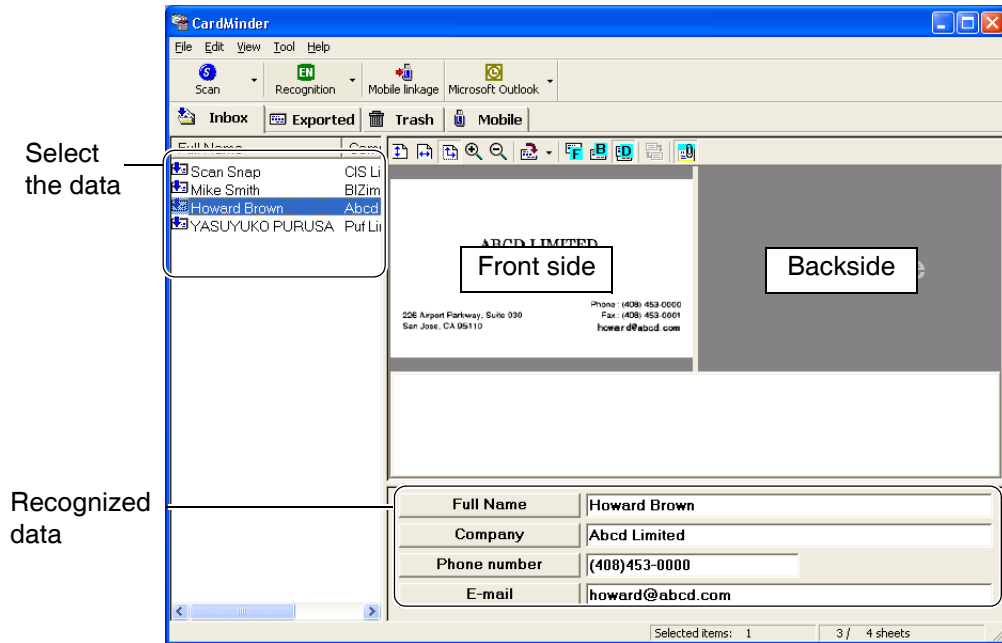 CardMinder
File Edit View Tool Help
S EN
Scan Recognition Mobile linkage Microsoft Outlook
Inbox Exported Trash Mobile
Full Name
F B D
Select
the data
Scan Snap CIS Li
Mike Smith BIZim
Howard Brown Abcd
YASUYUKO PURUSA Puf Lir
ABCD LIMITED
Front side
Backside
226 Airport Parkway, Suite 030
San Jose, CA 95110
Phone : (408) 453-0000
Fax : (408) 453-0001
howard@abcd.com
Recognized
data
Full Name Howard Brown
Company Abcd Limited
Phone number (408)453-0000
E-mail howard@abcd.com
Selected items: 1 3 / 4 sheets